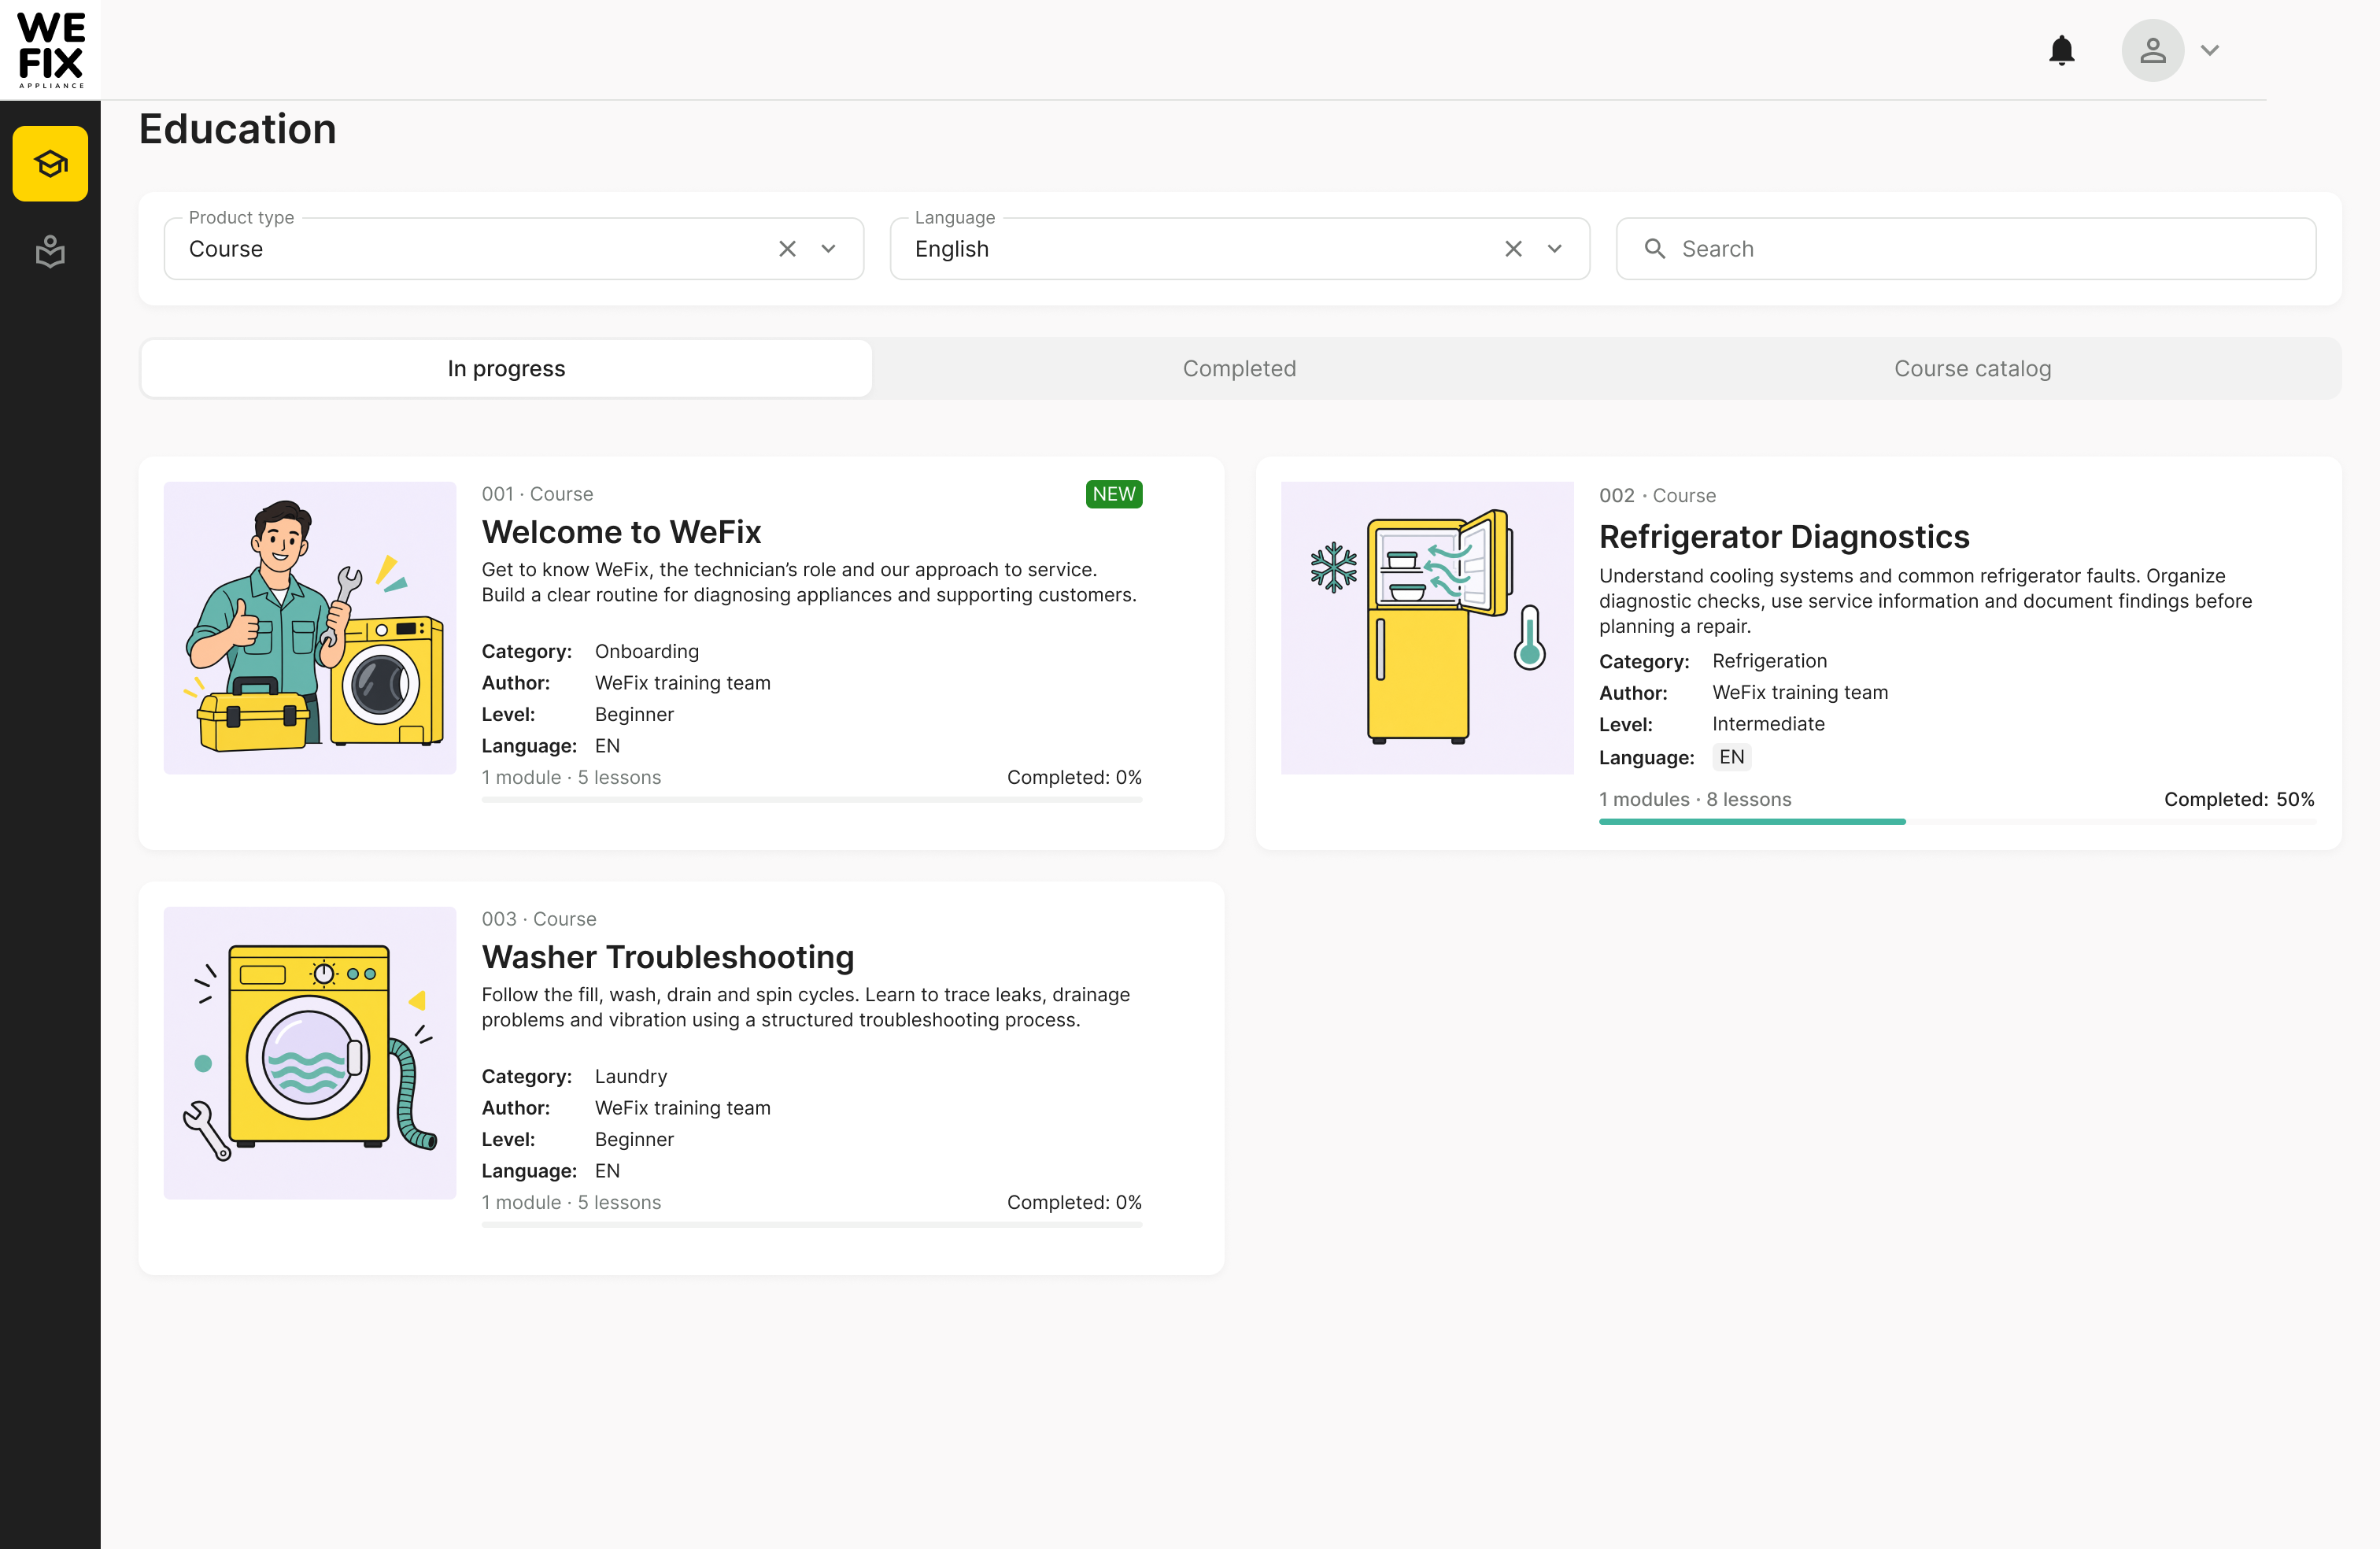 WE
FIX
APPLIANCE
Education
Product type
Course
Language
English
Search
In progress
Completed
Course catalog
001 · Course
NEW
Welcome to WeFix
Get to know WeFix, the technician’s role and our approach to service.
Build a clear routine for diagnosing appliances and supporting customers.
Category: Onboarding
Author: WeFix training team
Level: Beginner
Language: EN
1 module · 5 lessons
Completed: 0%
002 · Course
Refrigerator Diagnostics
Understand cooling systems and common refrigerator faults. Organize
diagnostic checks, use service information and document findings before
planning a repair.
Category: Refrigeration
Author: WeFix training team
Level: Intermediate
Language: EN
1 modules · 8 lessons
Completed: 50%
003 · Course
Washer Troubleshooting
Follow the fill, wash, drain and spin cycles. Learn to trace leaks, drainage
problems and vibration using a structured troubleshooting process.
Category: Laundry
Author: WeFix training team
Level: Beginner
Language: EN
1 module · 5 lessons
Completed: 0%